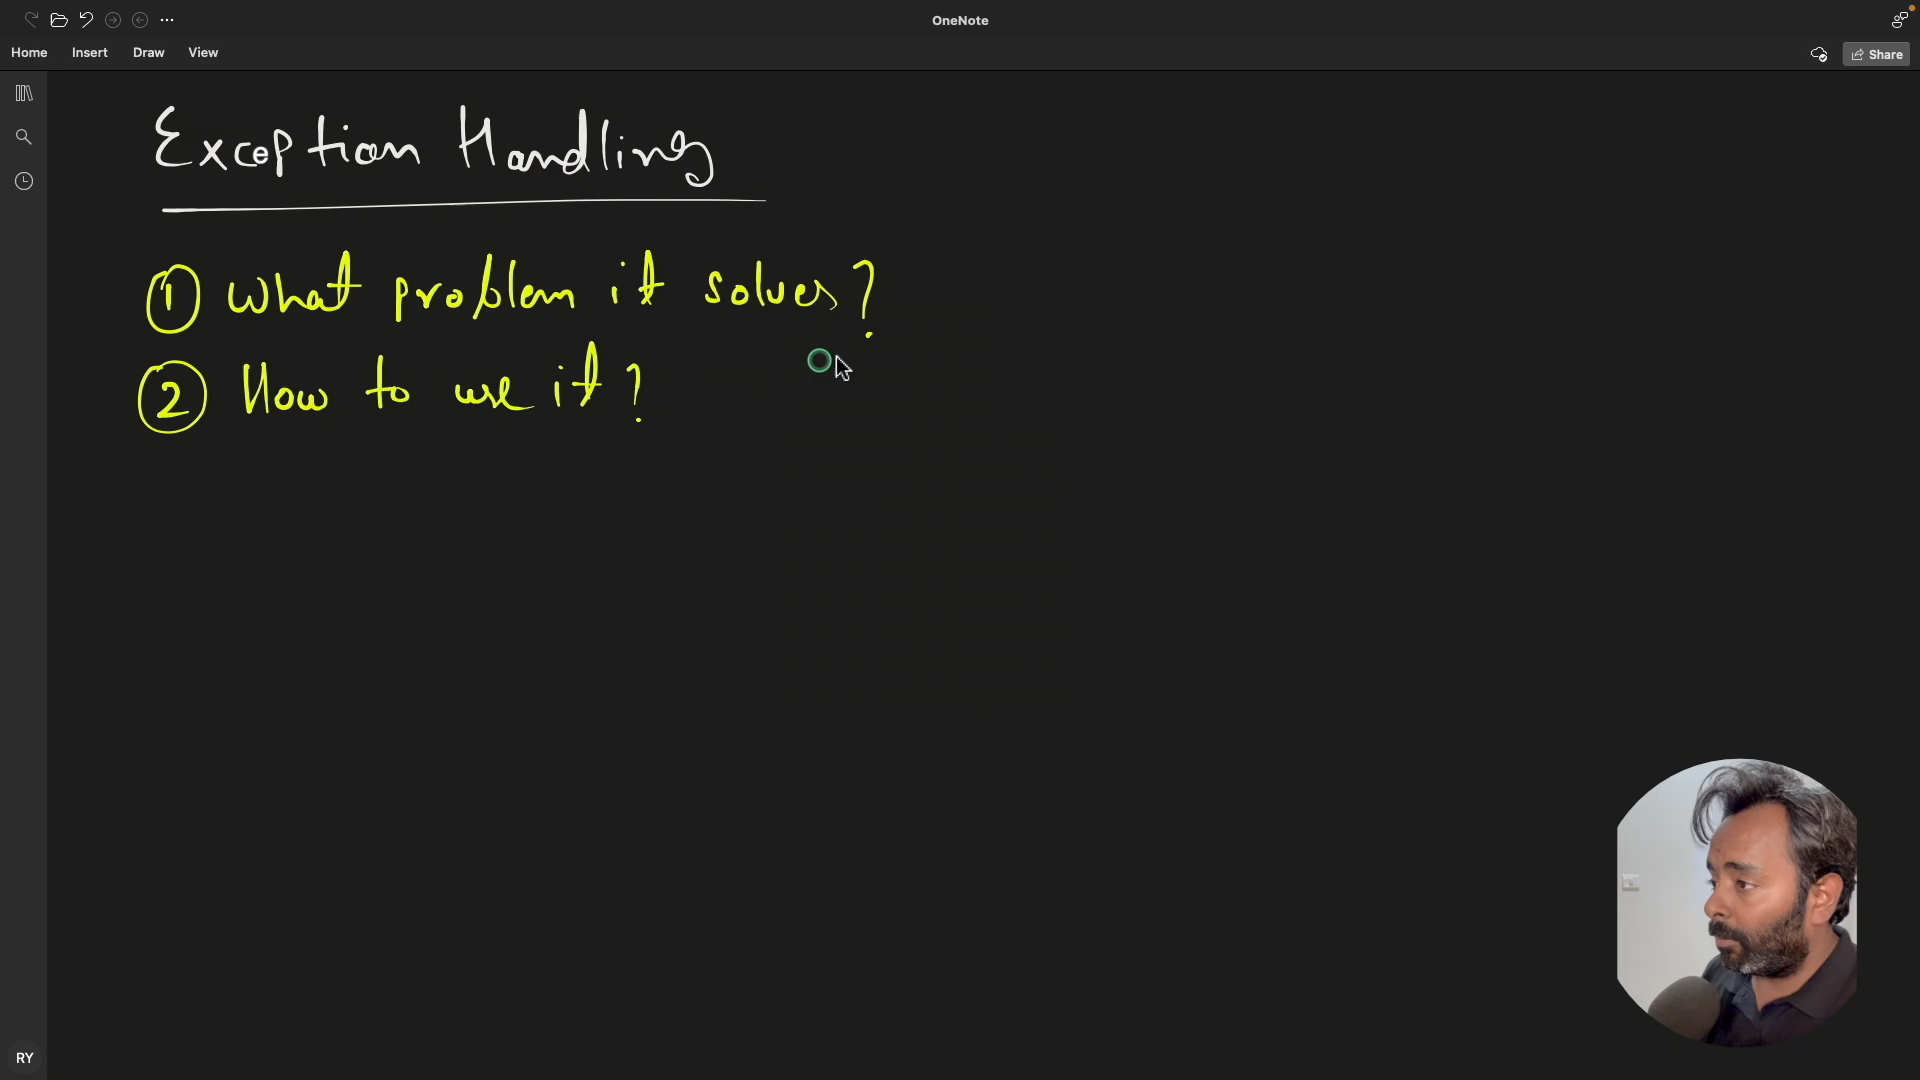 OneNote
Home Insert Draw View
Share
Exception Handling
① What problem it solves?
② How to use it?
RY